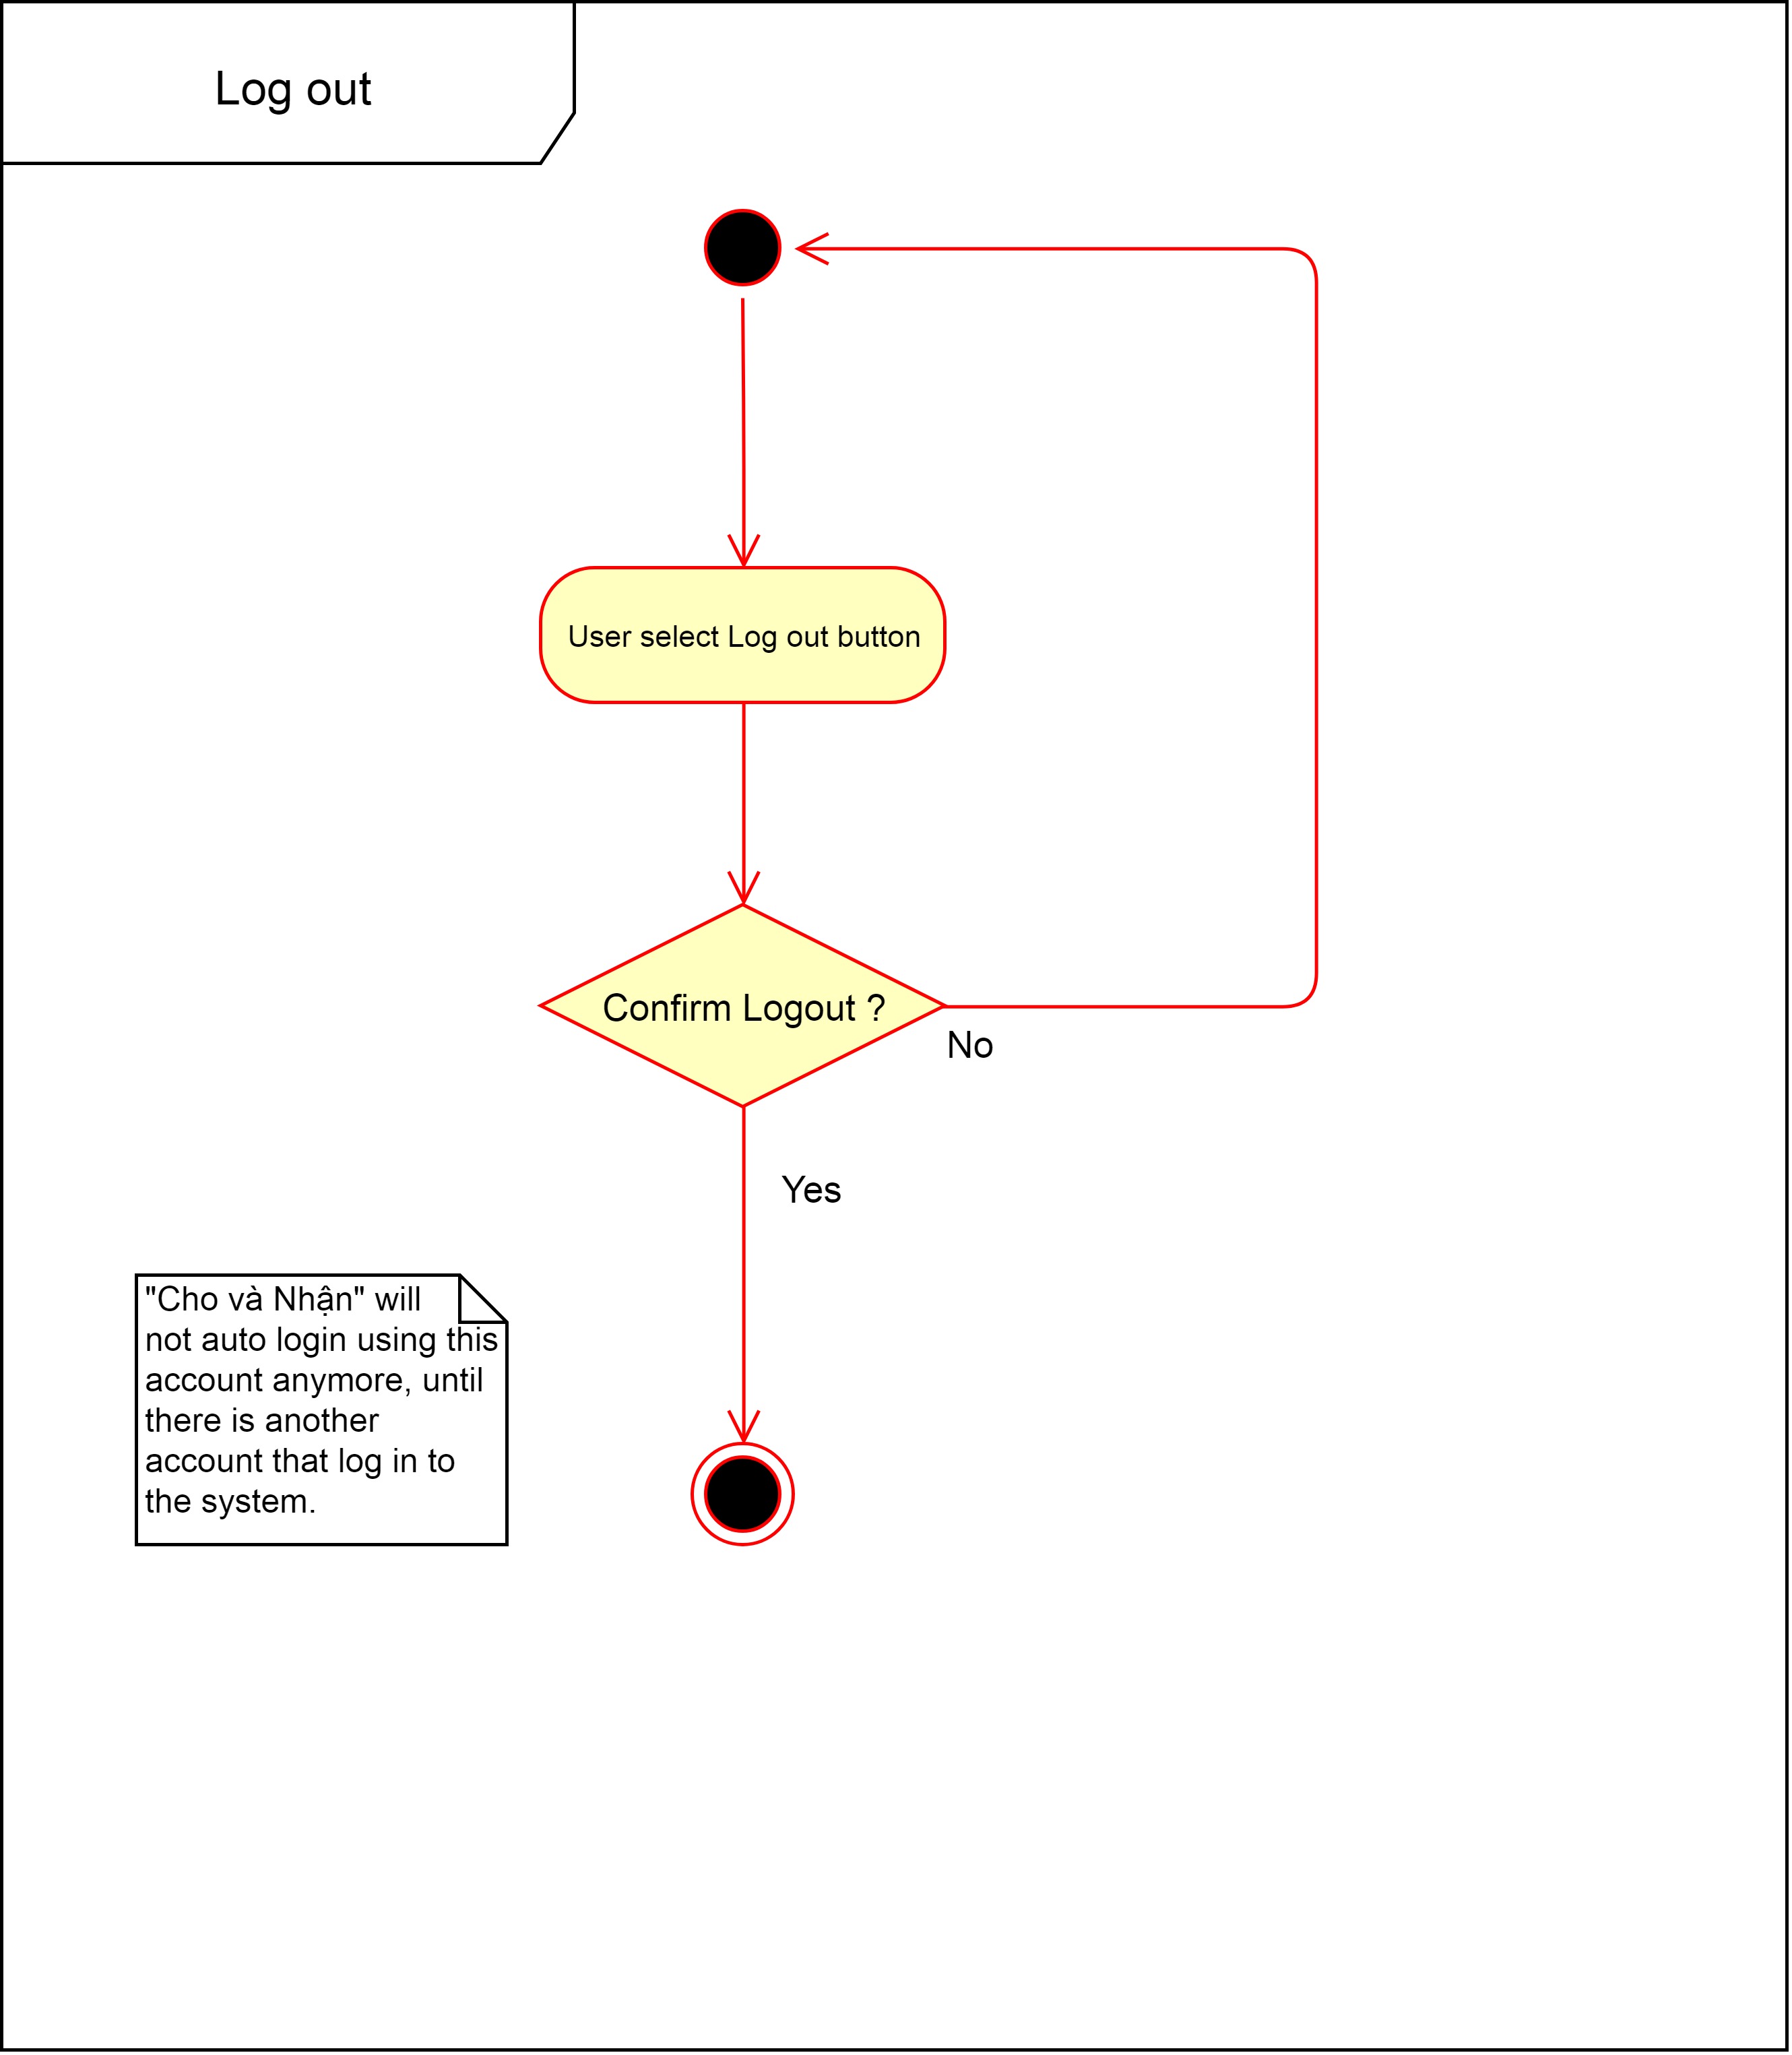 Log out
User select Log out button
Confirm Logout ?
No
Yes
"Cho và Nhận" will
not auto login using this
account anymore, until
there is another
account that log in to
the system.